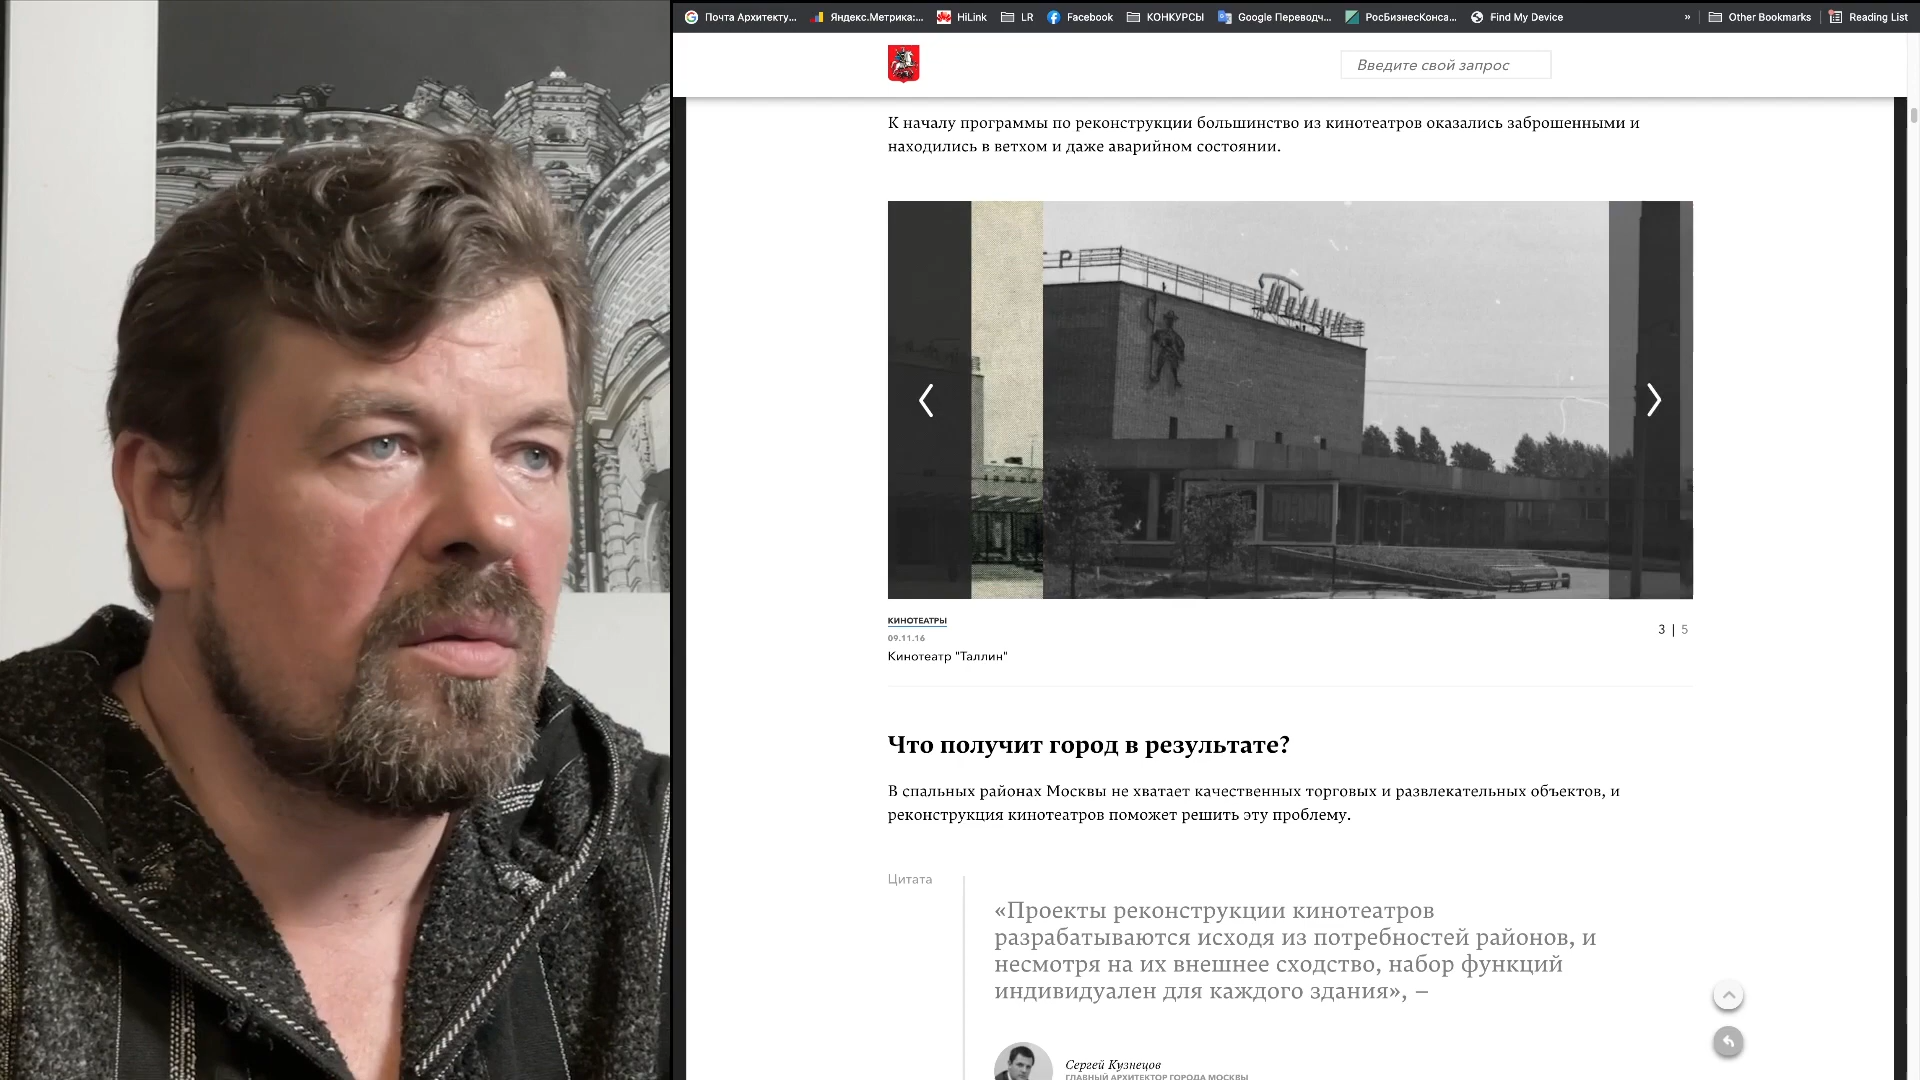 Почта Архитекту...
Яндекс.Метрика:...
HiLink
LR
Facebook
КОНКУРСЫ
Google Переводч...
РосБизнесКонса...
Find My Device
»
Other Bookmarks
Reading List
Введите свой запрос
К началу программы по реконструкции большинство из кинотеатров оказались заброшенными и
находились в ветхом и даже аварийном состоянии.
Р
Таллин
КИНОТЕАТРЫ
09.11.16
Кинотеатр "Таллин"
3 | 5
Что получит город в результате?
В спальных районах Москвы не хватает качественных торговых и развлекательных объектов, и
реконструкция кинотеатров поможет решить эту проблему.
Цитата
«Проекты реконструкции кинотеатров
разрабатываются исходя из потребностей районов, и
несмотря на их внешнее сходство, набор функций
индивидуален для каждого здания», –
Сергей Кузнецов
ГЛАВНЫЙ АРХИТЕКТОР ГОРОДА МОСКВЫ